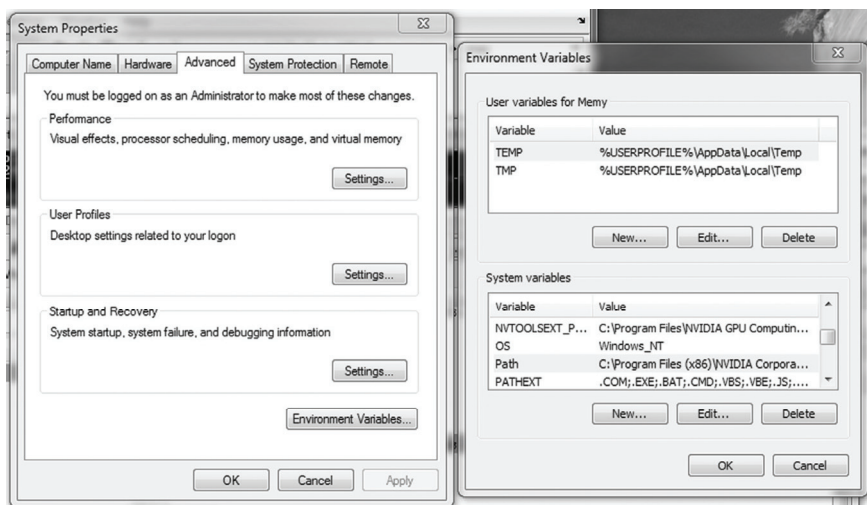 System Properties
Computer Name Hardware Advanced System Protection Remote
You must be logged on as an Administrator to make most of these changes.
Performance
Visual effects, processor scheduling, memory usage, and virtual memory
Settings...
User Profiles
Desktop settings related to your logon
Settings...
Startup and Recovery
System startup, system failure, and debugging information
Settings...
Environment Variables...
OK Cancel Apply
Environment Variables
User variables for Memy
Variable Value
TEMP %USERPROFILE%\AppData\Local\Temp
TMP %USERPROFILE%\AppData\Local\Temp
New... Edit... Delete
System variables
Variable Value
NVTOOLSEXT_P... C:\Program Files\NVIDIA GPU Computin...
OS Windows_NT
Path C:\Program Files (x86)\NVIDIA Corpora...
PATHEXT .COM;.EXE;.BAT;.CMD;.VBS;.VBE;.JS;....
New... Edit... Delete
OK Cancel